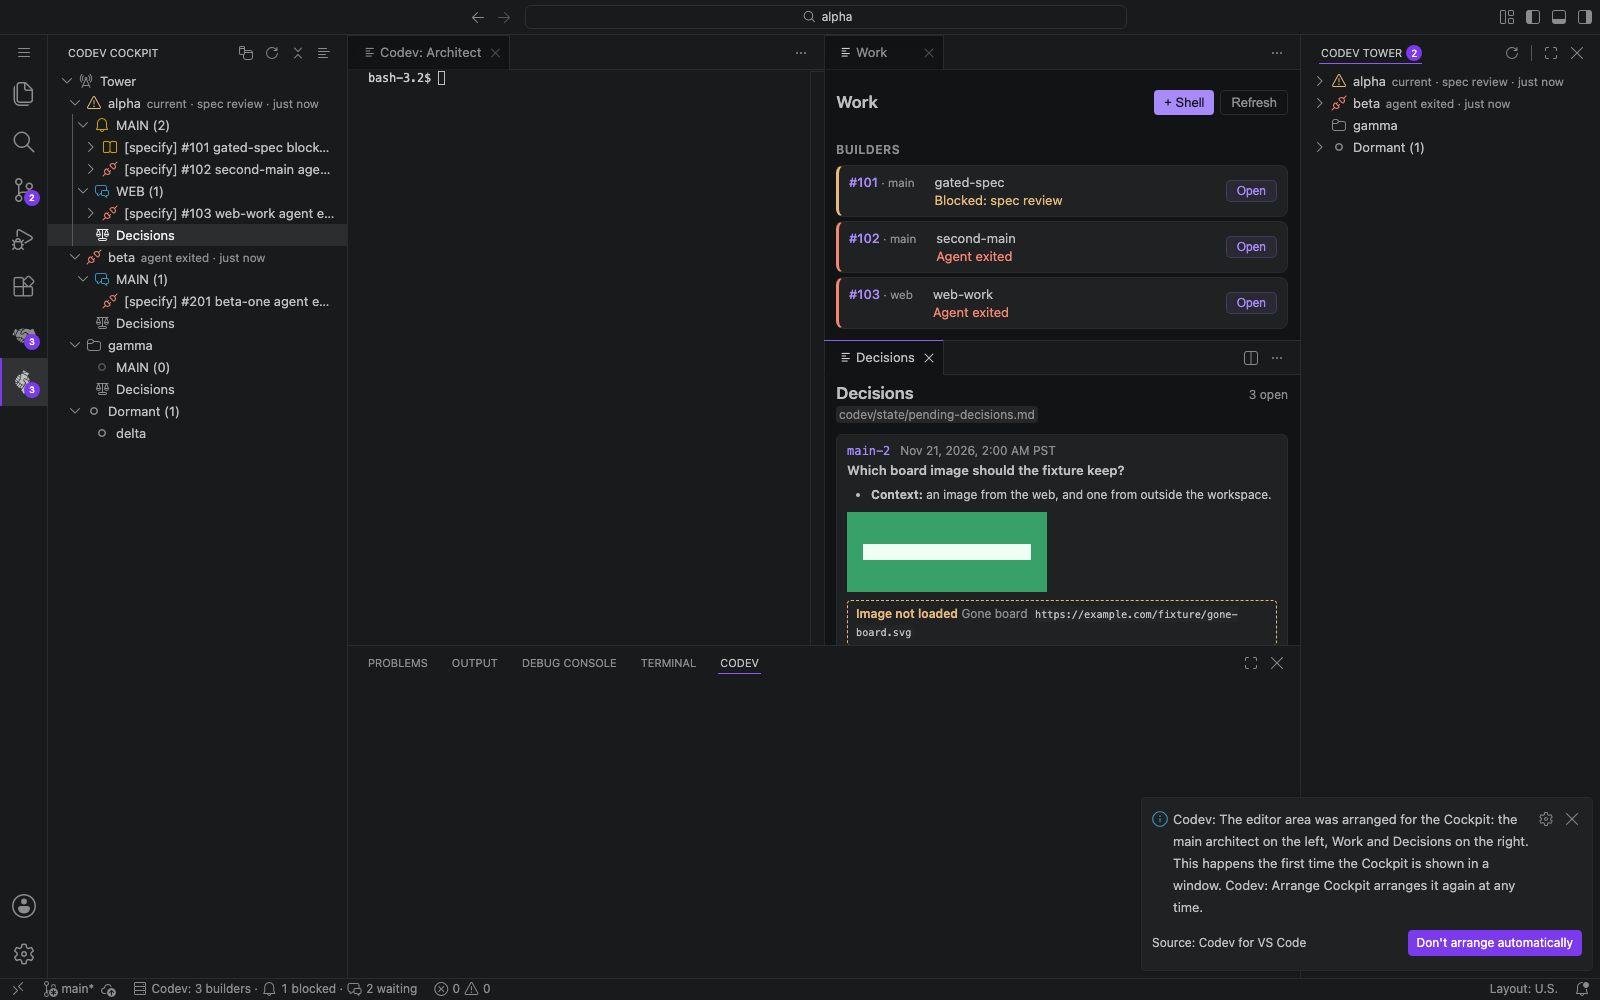 alpha
CODEV COCKPIT
Tower
alpha current · spec review · just now
MAIN (2)
[specify] #101 gated-spec block...
[specify] #102 second-main age...
WEB (1)
[specify] #103 web-work agent e...
Decisions
beta agent exited · just now
MAIN (1)
[specify] #201 beta-one agent e...
Decisions
gamma
MAIN (0)
Decisions
Dormant (1)
delta
2
3
3
Codev: Architect
bash-3.2$
Work
Work
+ Shell
Refresh
BUILDERS
#101 · main gated-spec
Blocked: spec review
Open
#102 · main second-main
Agent exited
Open
#103 · web web-work
Agent exited
Open
Decisions
Decisions
3 open
codev/state/pending-decisions.md
main-2 Nov 21, 2026, 2:00 AM PST
Which board image should the fixture keep?
• Context: an image from the web, and one from outside the workspace.
Image not loaded Gone board https://example.com/fixture/gone-
board.svg
PROBLEMS OUTPUT DEBUG CONSOLE TERMINAL CODEV
CODEV TOWER 2
alpha current · spec review · just now
beta agent exited · just now
gamma
Dormant (1)
Codev: The editor area was arranged for the Cockpit: the
main architect on the left, Work and Decisions on the right.
This happens the first time the Cockpit is shown in a
window. Codev: Arrange Cockpit arranges it again at any
time.
Source: Codev for VS Code
Don't arrange automatically
main* Codev: 3 builders · 1 blocked · 2 waiting 0 0
Layout: U.S.